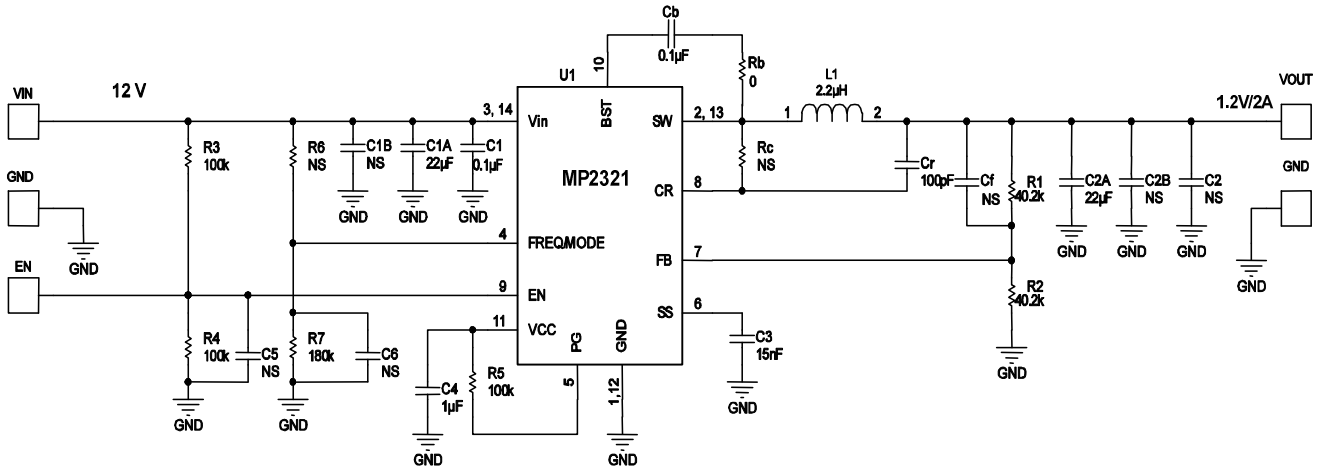 Cb
0.1µF
10
Rb
0
U1
L1
2.2µH
VIN
12 V
3, 14
Vin
BST
SW
2, 13
1
2
1.2V/2A
VOUT
R3
100k
R6
NS
C1B
NS
C1A
22µF
C1
0.1µF
MP2321
Rc
NS
CR
8
Cr
100pF
Cf
NS
R1
40.2k
C2A
22µF
C2B
NS
C2
NS
GND
GND
GND
GND
GND
GND
GND
GND
GND
4
FREQ/MODE
FB
7
GND
GND
EN
9
EN
SS
6
R2
40.2k
R4
100k
C5
NS
R7
180k
C6
NS
11
VCC
PG
GND
C3
15nF
C4
1µF
R5
100k
5
1,12
GND
GND
GND
GND
GND
GND